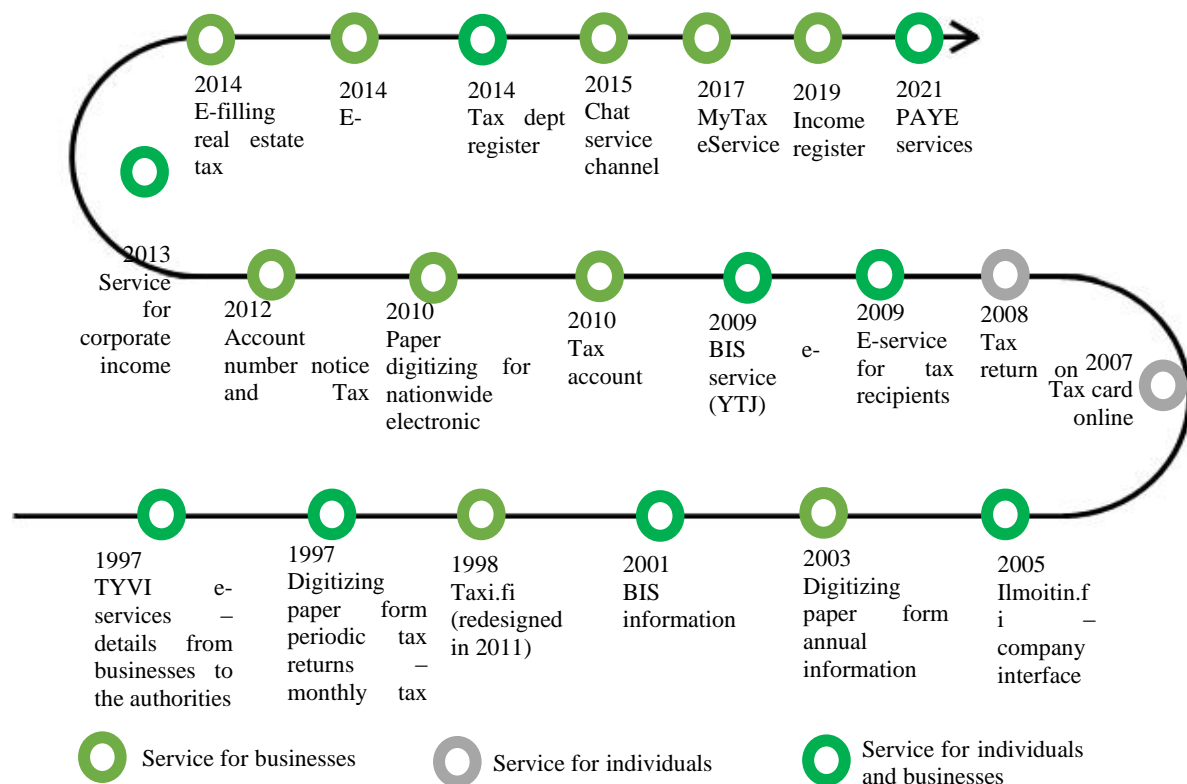 2014
E-filling
real estate
tax
2014
E-
2014
Tax dept
register
2015
Chat
service
channel
2017
MyTax
eService
2019
Income
register
2021
PAYE
services
2013
Service
for
corporate
income
2012
Account
number notice
and Tax
2010
Paper
digitizing for
nationwide
electronic
2010
Tax
account
2009
BIS e-
service
(YTJ)
2009
E-service
for tax
recipients
2008
Tax
return on
2007
Tax card
online
1997
TYVI e-
services –
details from
businesses to
the authorities
1997
Digitizing
paper form
periodic tax
returns –
monthly tax
1998
Taxi.fi
(redesigned
in 2011)
2001
BIS
information
2003
Digitizing
paper form
annual
information
2005
Ilmoitin.f
i –
company
interface
Service for businesses
Service for individuals
Service for individuals
and businesses